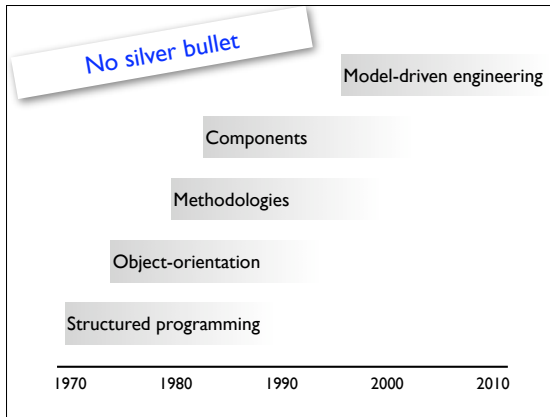 No silver bullet
Model-driven engineering
Components
Methodologies
Object-orientation
Structured programming
1970 1980 1990 2000 2010